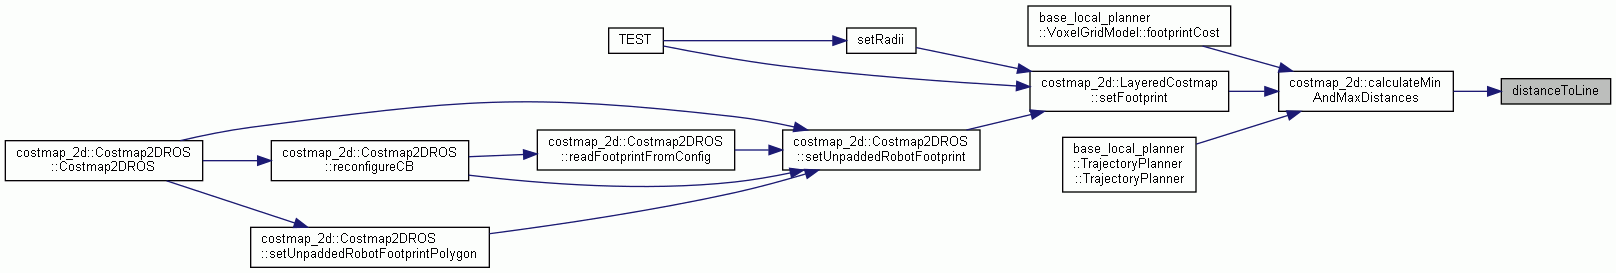 base_local_planner
::VoxelGridModel::footprintCost
TEST
setRadii
costmap_2d::LayeredCostmap
::setFootprint
costmap_2d::calculateMin
AndMaxDistances
distanceToLine
costmap_2d::Costmap2DROS
::Costmap2DROS
costmap_2d::Costmap2DROS
::reconfigureCB
costmap_2d::Costmap2DROS
::readFootprintFromConfig
costmap_2d::Costmap2DROS
::setUnpaddedRobotFootprint
base_local_planner
::TrajectoryPlanner
::TrajectoryPlanner
costmap_2d::Costmap2DROS
::setUnpaddedRobotFootprintPolygon